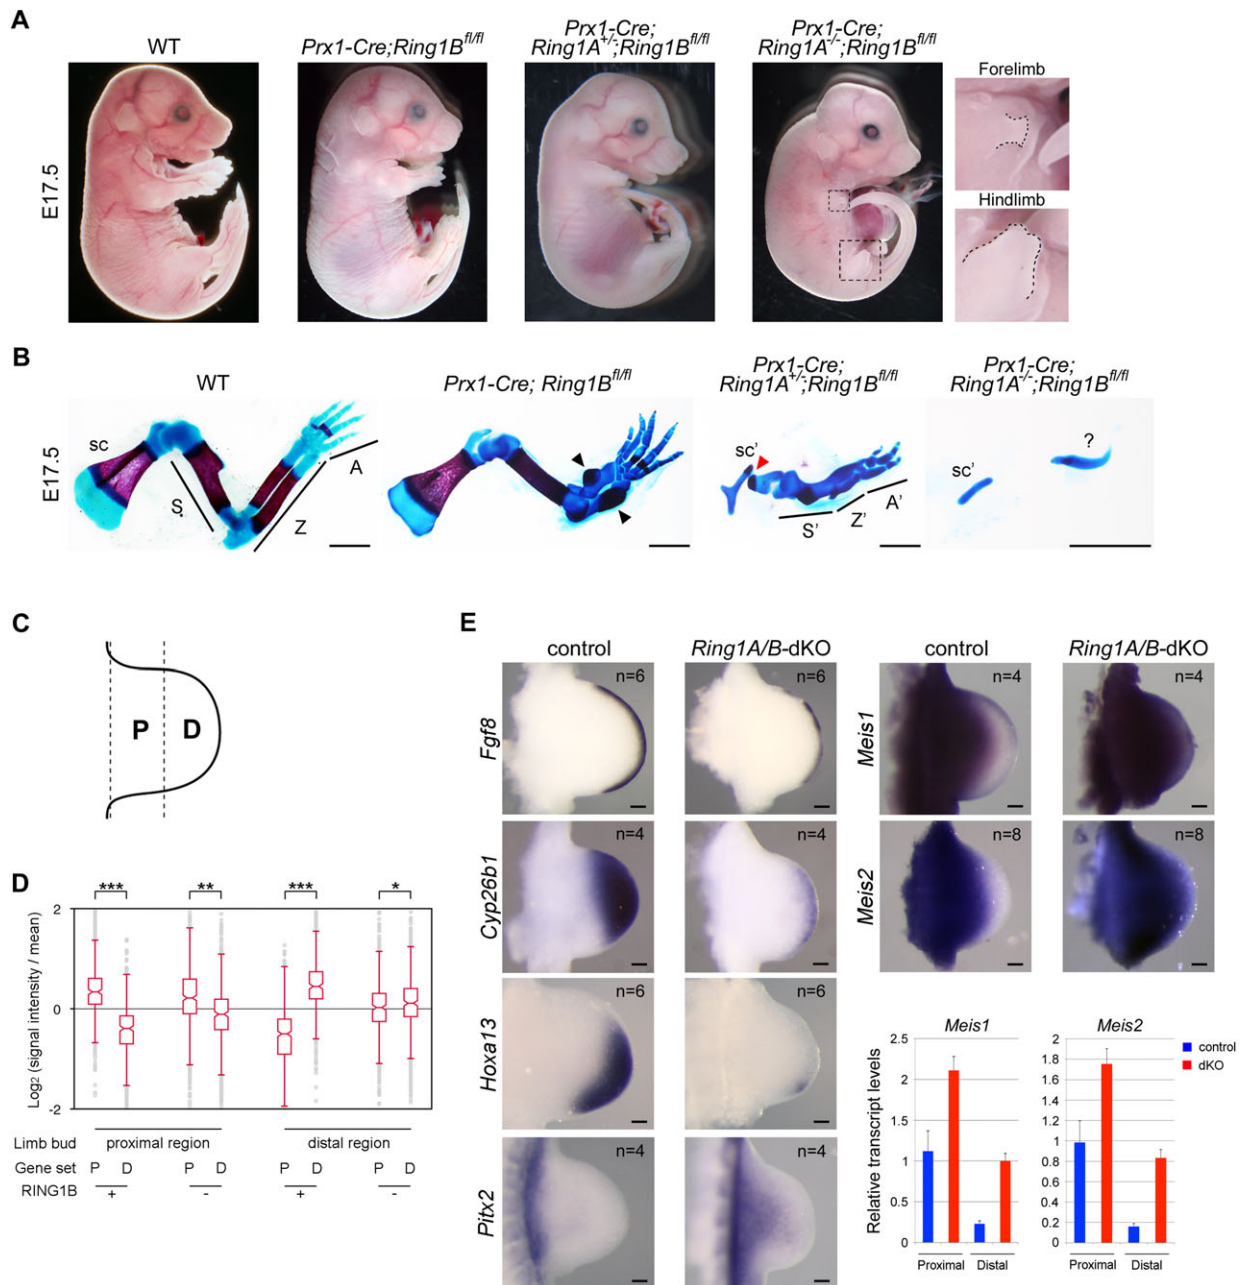 A
WT
Prx1-Cre;Ring1B^fl/fl
Prx1-Cre;
Ring1A^+/-;Ring1B^fl/fl
Prx1-Cre;
Ring1A^-/-;Ring1B^fl/fl
Forelimb
Hindlimb
E17.5
B
WT
Prx1-Cre; Ring1B^fl/fl
Prx1-Cre;
Ring1A^+/-;Ring1B^fl/fl
Prx1-Cre;
Ring1A^-/-;Ring1B^fl/fl
E17.5
sc
S
Z
A
sc'
S'
Z'
A'
sc'
?
C
P D
D
*** ** *** *
Log2 (signal intensity / mean)
2
0
-2
Limb bud proximal region distal region
Gene set P D P D P D P D
RING1B + - + -
E
control Ring1A/B-dKO control Ring1A/B-dKO
Fgf8
n=6 n=6
Cyp26b1
n=4 n=4
Hoxa13
n=6 n=6
Pitx2
n=4
Meis1
n=4 n=4
Meis2
n=8 n=8
Relative transcript levels
Meis1
2.5
2
1.5
1
0.5
0
Proximal Distal
Meis2
2
1.8
1.6
1.4
1.2
1
0.8
0.6
0.4
0.2
0
Proximal Distal
control
dKO